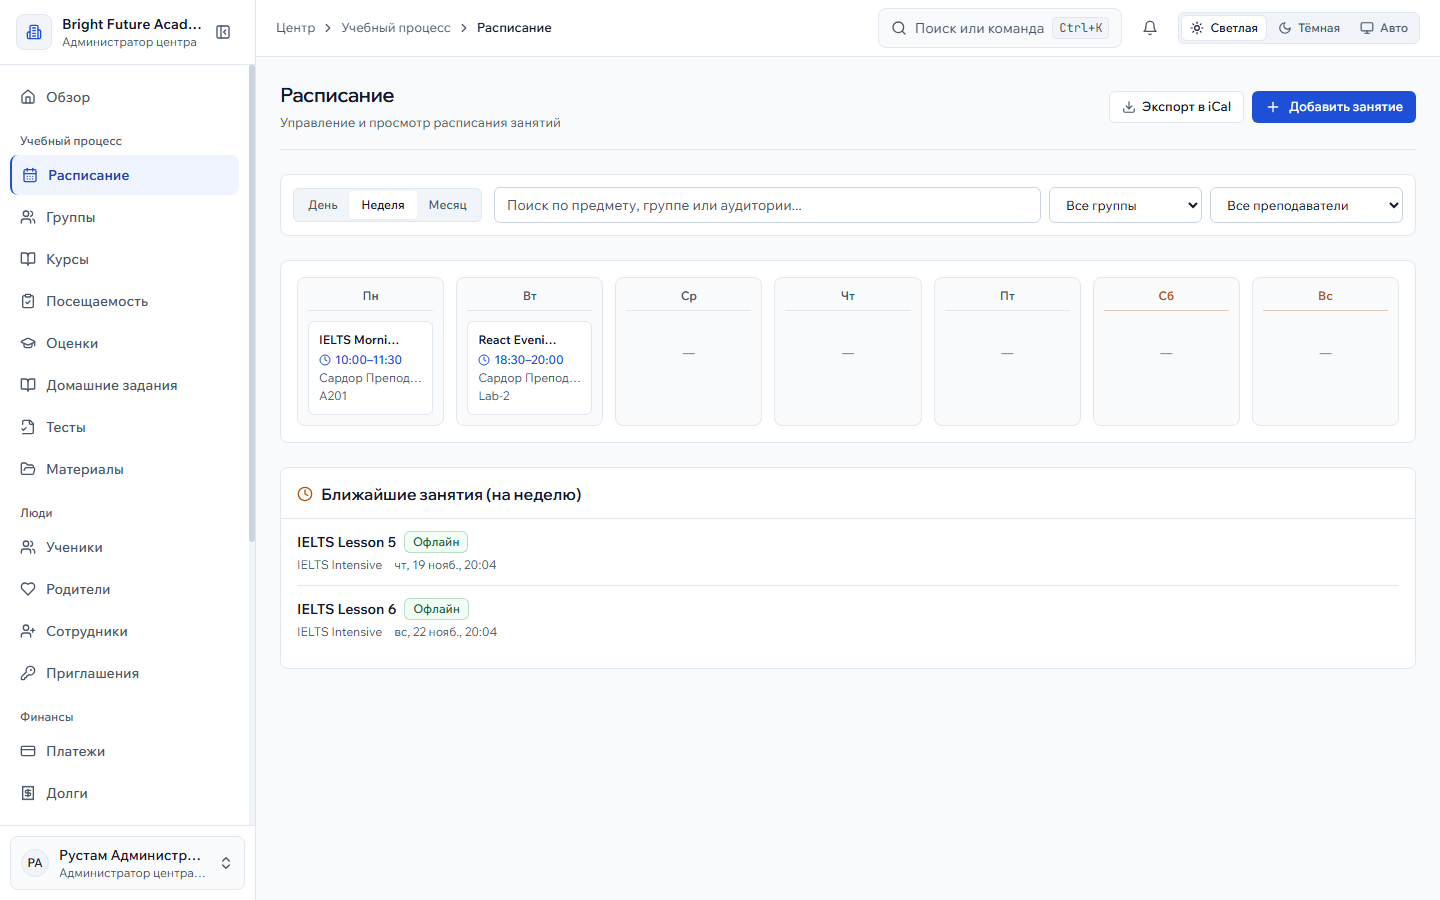 Bright Future Acad...
Администратор центра
Обзор
Учебный процесс
Расписание
Группы
Курсы
Посещаемость
Оценки
Домашние задания
Тесты
Материалы
Люди
Ученики
Родители
Сотрудники
Приглашения
Финансы
Платежи
Долги
РА
Рустам Администр...
Администратор центра...
Центр > Учебный процесс > Расписание
Поиск или команда Ctrl+K
Светлая Тёмная Авто
Расписание
Управление и просмотр расписания занятий
Экспорт в iCal
+ Добавить занятие
День Неделя Месяц
Поиск по предмету, группе или аудитории...
Все группы
Все преподаватели
Пн Вт Ср Чт Пт Сб Вс
IELTS Morni...
10:00–11:30
Сардор Препод...
A201
React Eveni...
18:30–20:00
Сардор Препод...
Lab-2
— — — — —
Ближайшие занятия (на неделю)
IELTS Lesson 5 Офлайн
IELTS Intensive чт, 19 нояб., 20:04
IELTS Lesson 6 Офлайн
IELTS Intensive вс, 22 нояб., 20:04